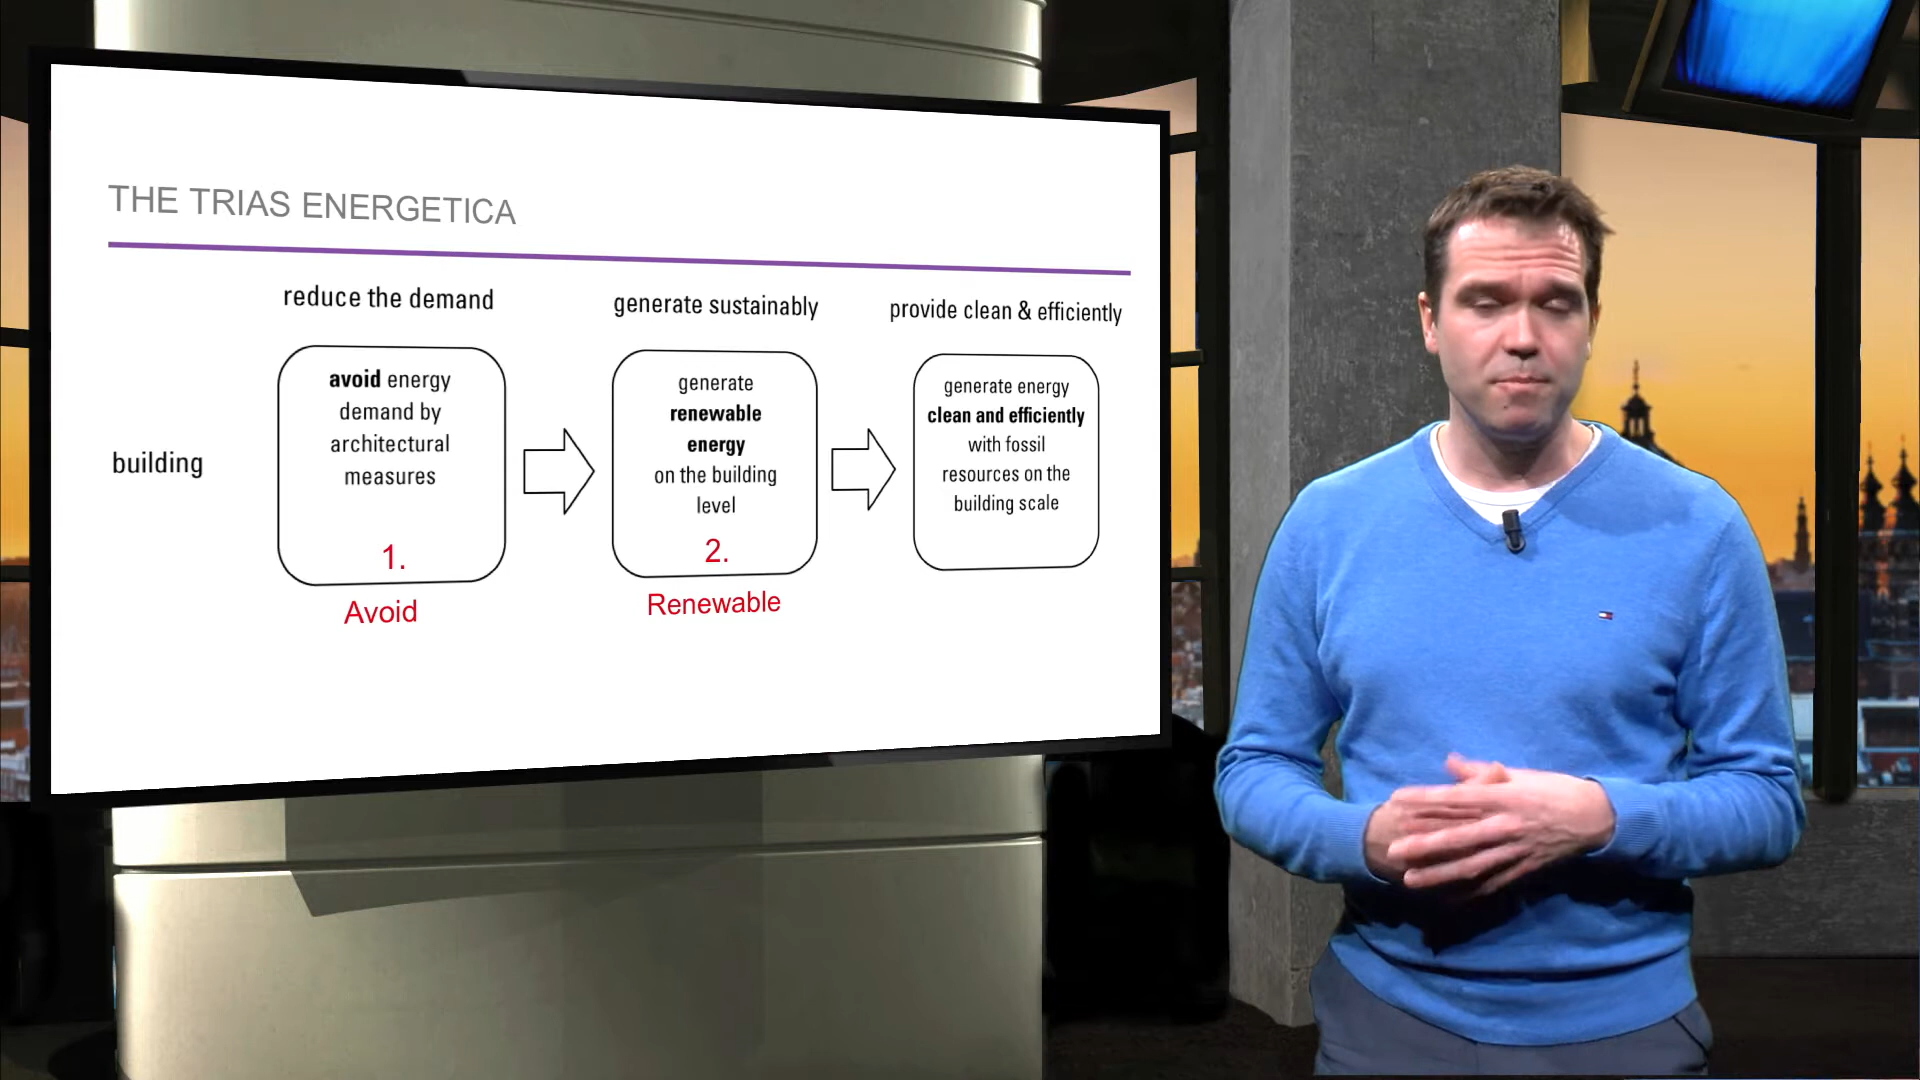 THE TRIAS ENERGETICA
reduce the demand
generate sustainably
provide clean & efficiently
building
avoid energy
demand by
architectural
measures
1.
Avoid
generate
renewable
energy
on the building
level
2.
Renewable
generate energy
clean and efficiently
with fossil
resources on the
building scale